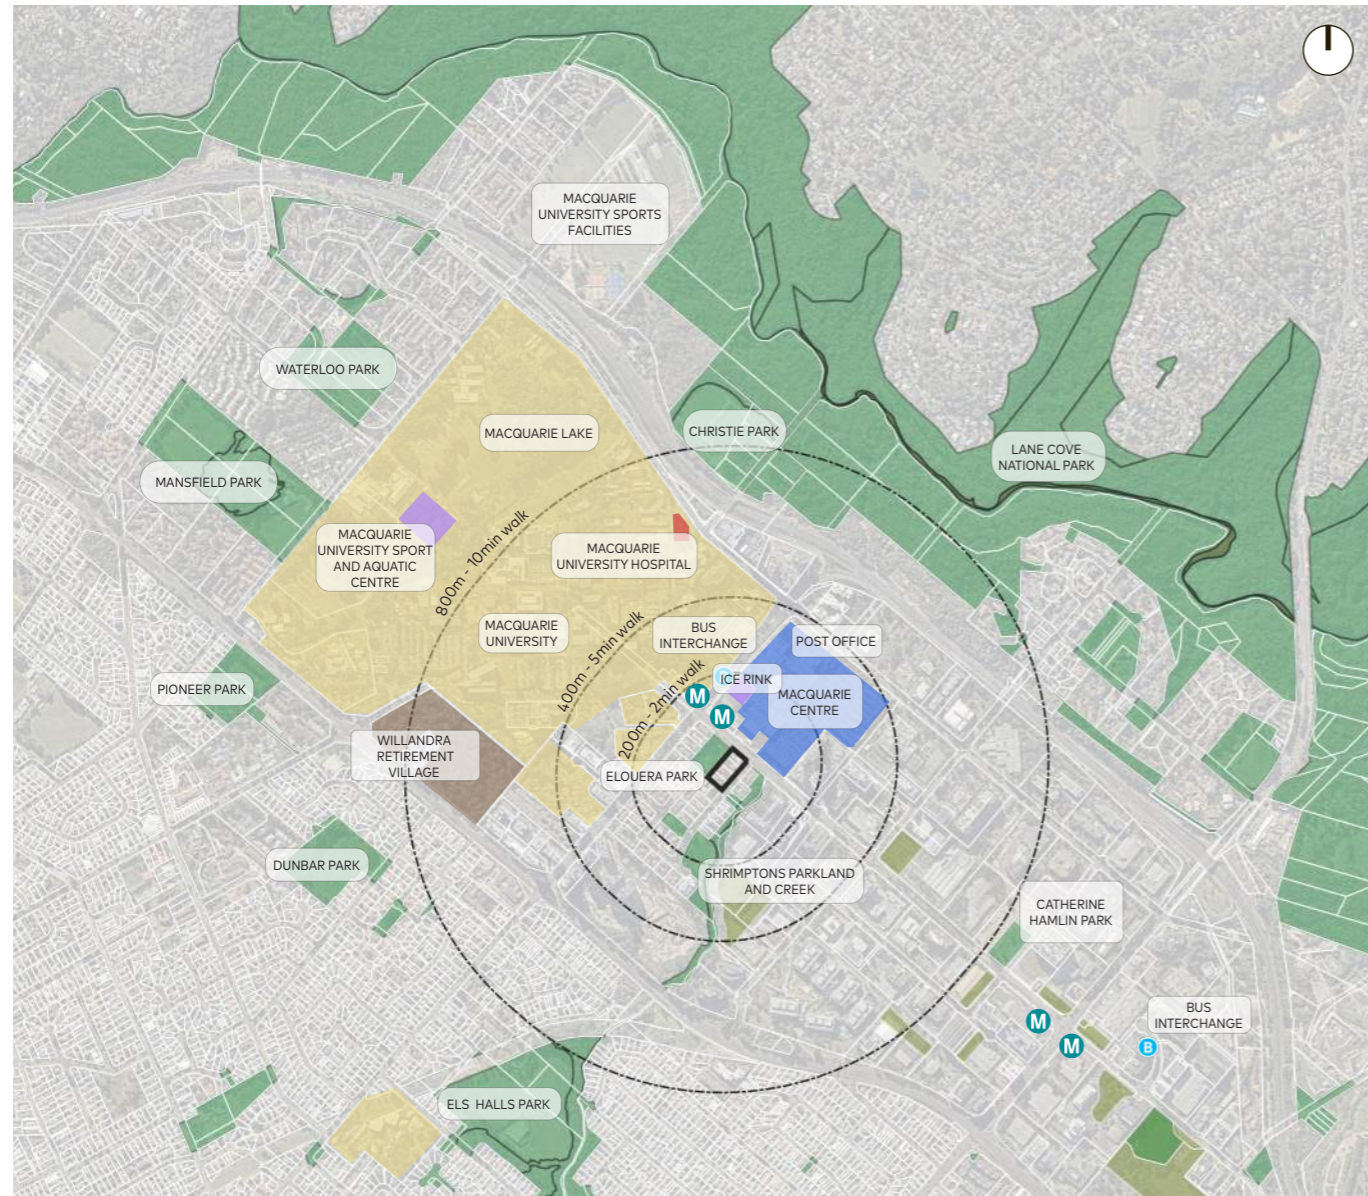 MACQUARIE
UNIVERSITY SPORTS
FACILITIES
WATERLOO PARK
MACQUARIE LAKE
CHRISTIE PARK
LANE COVE
NATIONAL PARK
MANSFIELD PARK
MACQUARIE
UNIVERSITY SPORT
AND AQUATIC
CENTRE
800m - 10min walk
MACQUARIE
UNIVERSITY HOSPITAL
MACQUARIE
UNIVERSITY
400m - 5min walk
BUS
INTERCHANGE
POST OFFICE
200m - 2min walk
ICE RINK
M
M
MACQUARIE
CENTRE
PIONEER PARK
WILLANDRA
RETIREMENT
VILLAGE
ELOUERA PARK
DUNBAR PARK
SHRIMPTONS PARKLAND
AND CREEK
CATHERINE
HAMLIN PARK
M
M
BUS
INTERCHANGE
B
ELS HALLS PARK